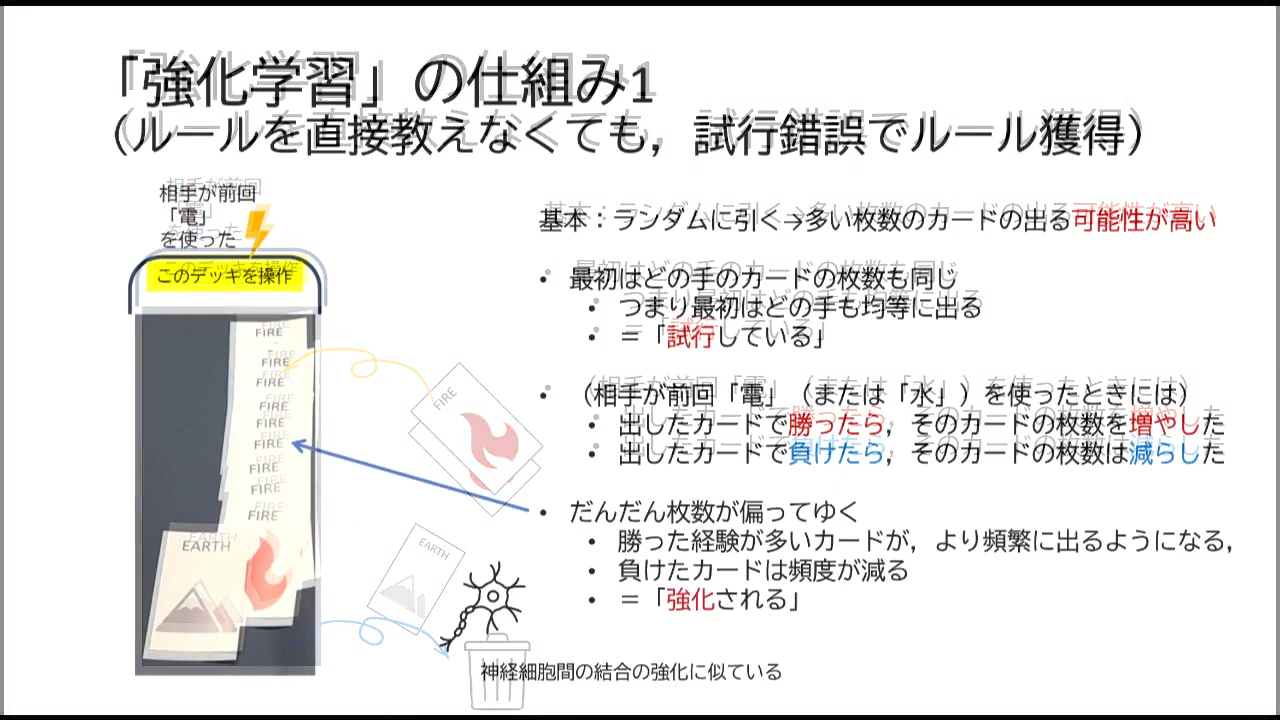 「強化学習」の仕組み1
（ルールを直接教えなくても，試行錯誤でルール獲得）
相手が前回
「電」
を使った
このデッキを操作
FIRE
FIRE
FIRE
FIRE
FIRE
FIRE
FIRE
FIRE
FIRE
EARTH
FIRE
EARTH
基本：ランダムに引く→多い枚数のカードの出る可能性が高い
• 最初はどの手のカードの枚数も同じ
• つまり最初はどの手も均等に出る
• ＝「試行している」
• （相手が前回「電」（または「水」）を使ったときには）
• 出したカードで勝ったら，そのカードの枚数を増やした
• 出したカードで負けたら，そのカードの枚数は減らした
• だんだん枚数が偏ってゆく
• 勝った経験が多いカードが，より頻繁に出るようになる，
• 負けたカードは頻度が減る
• ＝「強化される」
神経細胞間の結合の強化に似ている